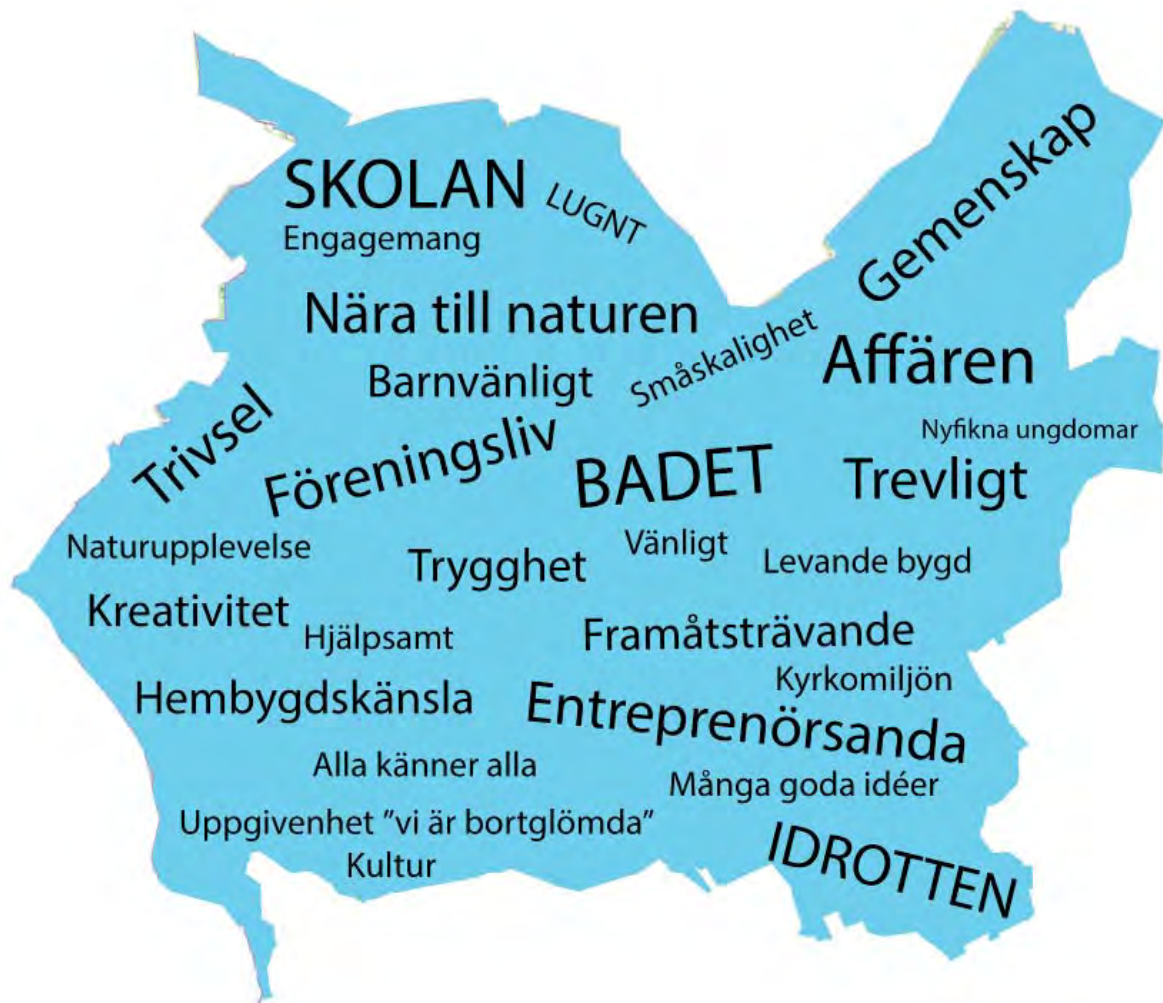 SKOLAN
LUGNT
Engagemang
Gemenskap
Nära till naturen
Småskalighet
Affären
Barnvänligt
Trivsel
Föreningsliv
Nyfikna ungdomar
BADET
Trevligt
Naturupplevelse
Trygghet
Vänligt
Levande bygd
Kreativitet
Hjälpsamt
Framåtsträvande
Kyrkomiljön
Hembygdskänsla
Entreprenörsanda
Alla känner alla
Många goda idéer
Uppgivenhet ”vi är bortglömda”
Kultur
IDROTTEN